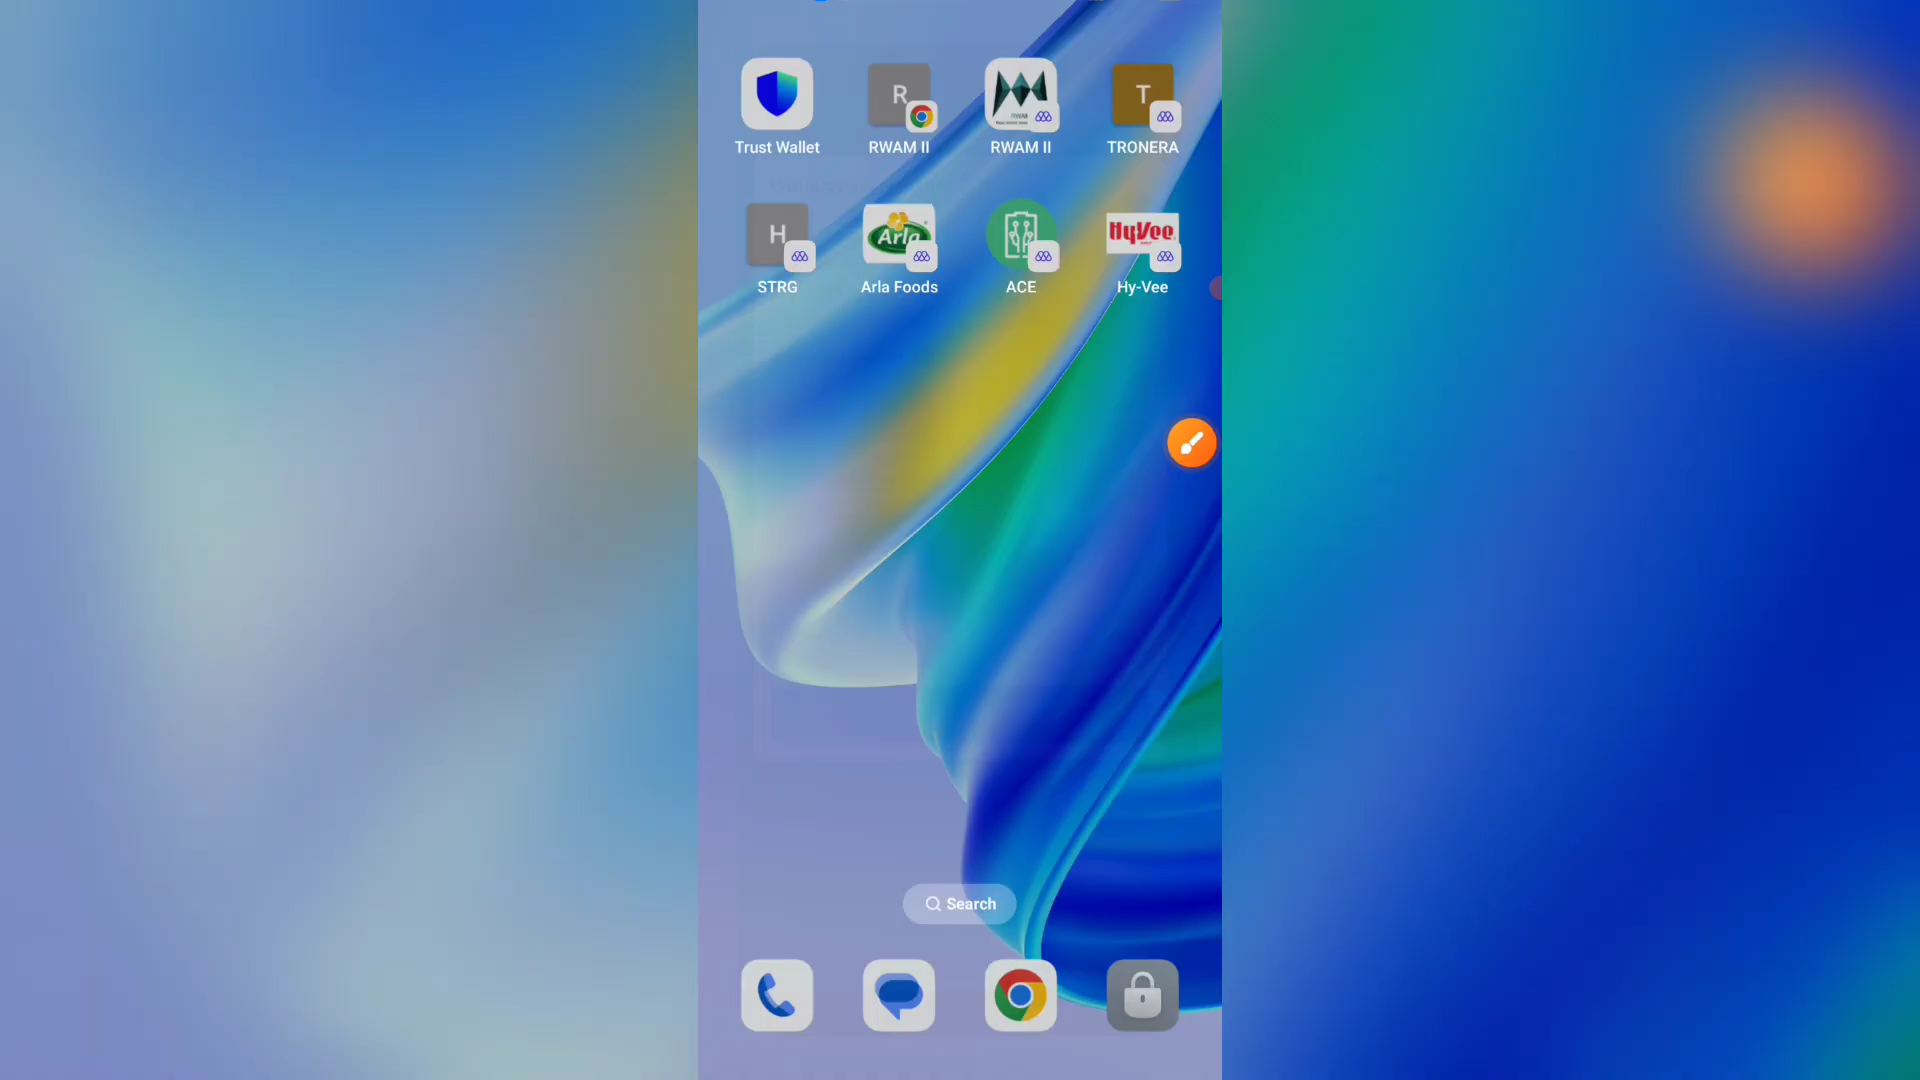 R
T
Trust Wallet
RWAM II
RWAM II
TRONERA
H
Arla
HyVee
STRG
Arla Foods
ACE
Hy-Vee
Search